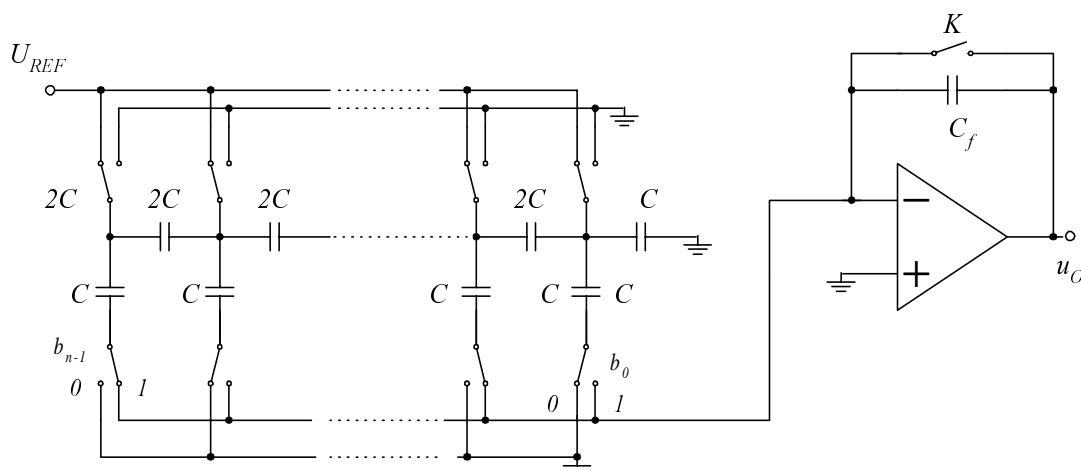 K
U_REF
C_f
2C 2C 2C 2C C
− 
+
u_O
C C C C C
b_n-1
b_0
0 1 0 1